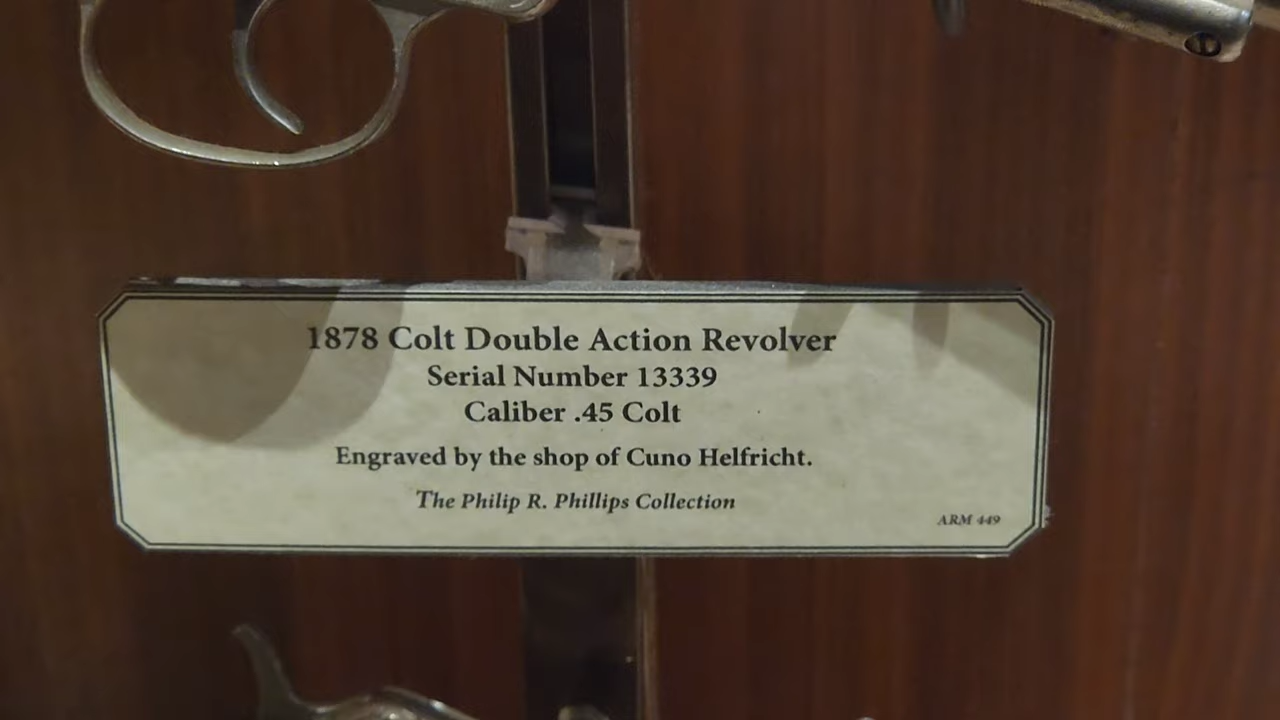 1878 Colt Double Action Revolver
Serial Number 13339
Caliber .45 Colt
Engraved by the shop of Cuno Helfricht.
The Philip R. Phillips Collection
ARM 449